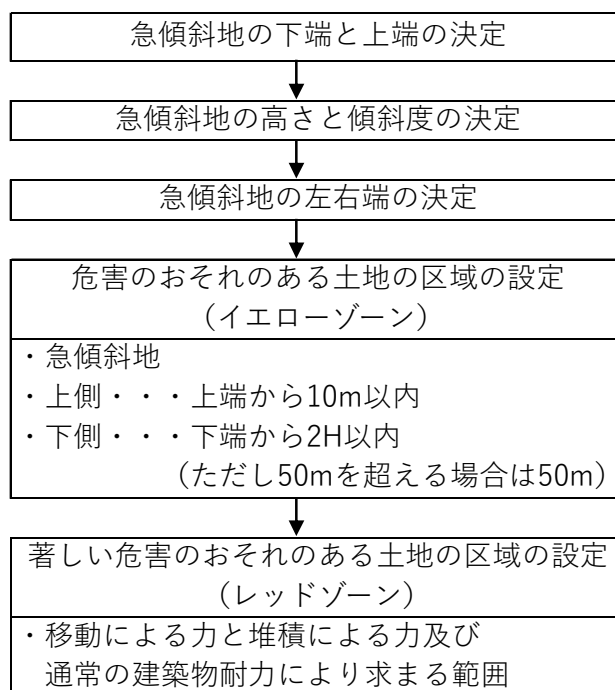 急傾斜地の下端と上端の決定
急傾斜地の高さと傾斜度の決定
急傾斜地の左右端の決定
危害のおそれのある土地の区域の設定
（イエローゾーン）
・急傾斜地
・上側・・・上端から10m以内
・下側・・・下端から2H以内
（ただし50mを超える場合は50m）
著しい危害のおそれのある土地の区域の設定
（レッドゾーン）
・移動による力と堆積による力及び
通常の建築物耐力により求まる範囲